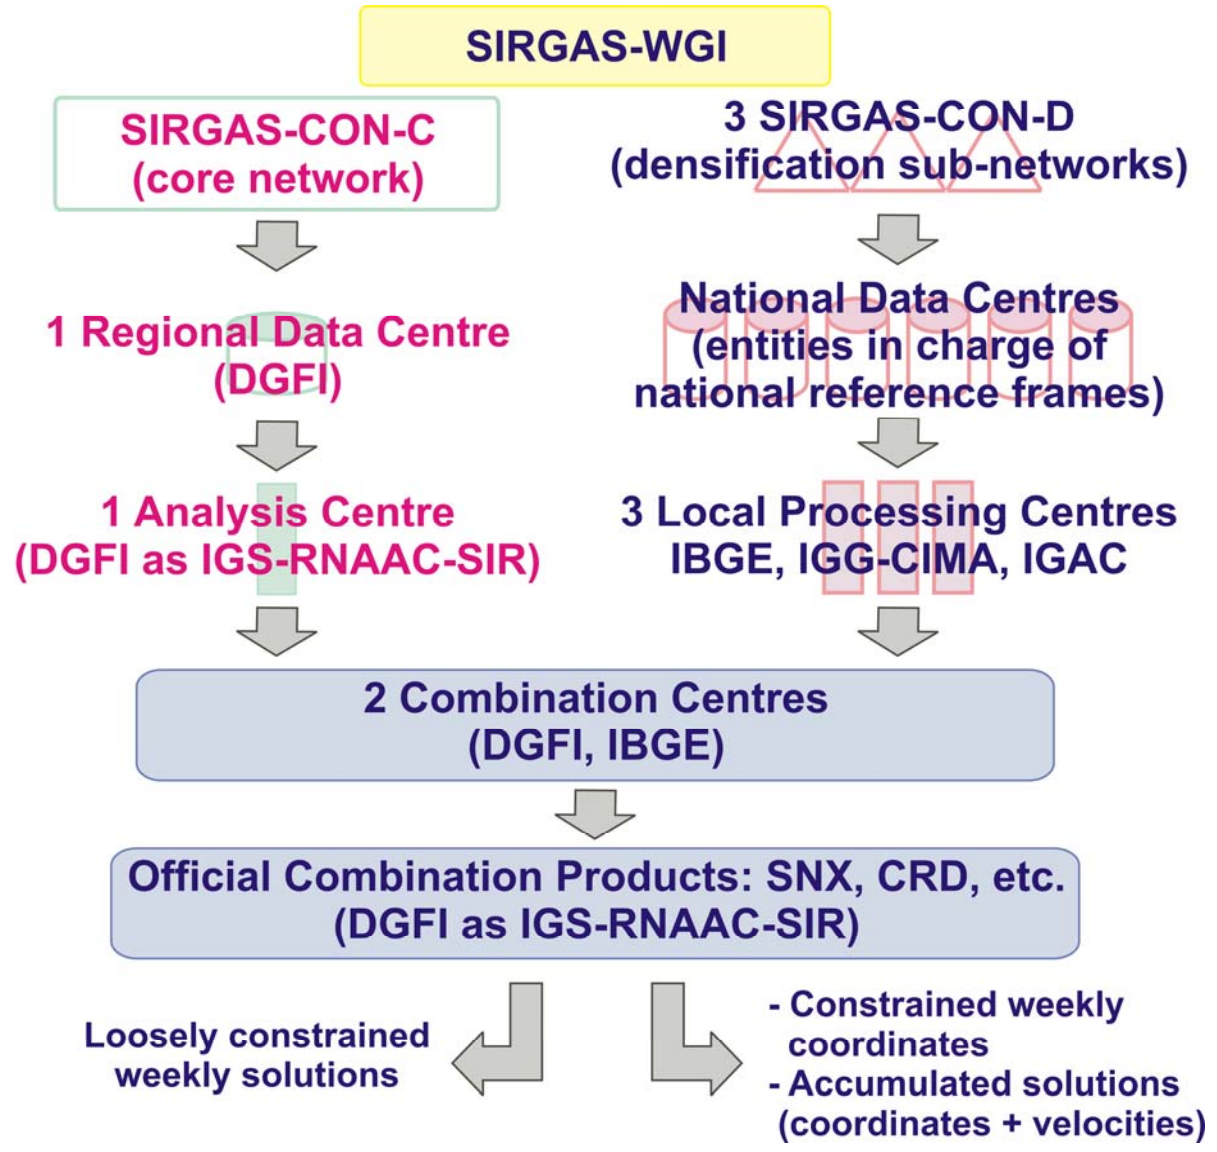 SIRGAS-WGI
SIRGAS-CON-C
(core network)
3 SIRGAS-CON-D
(densification sub-networks)
1 Regional Data Centre
(DGFI)
National Data Centres
(entities in charge of
national reference frames)
1 Analysis Centre
(DGFI as IGS-RNAAC-SIR)
3 Local Processing Centres
IBGE, IGG-CIMA, IGAC
2 Combination Centres
(DGFI, IBGE)
Official Combination Products: SNX, CRD, etc.
(DGFI as IGS-RNAAC-SIR)
Loosely constrained
weekly solutions
- Constrained weekly
coordinates
- Accumulated solutions
(coordinates + velocities)